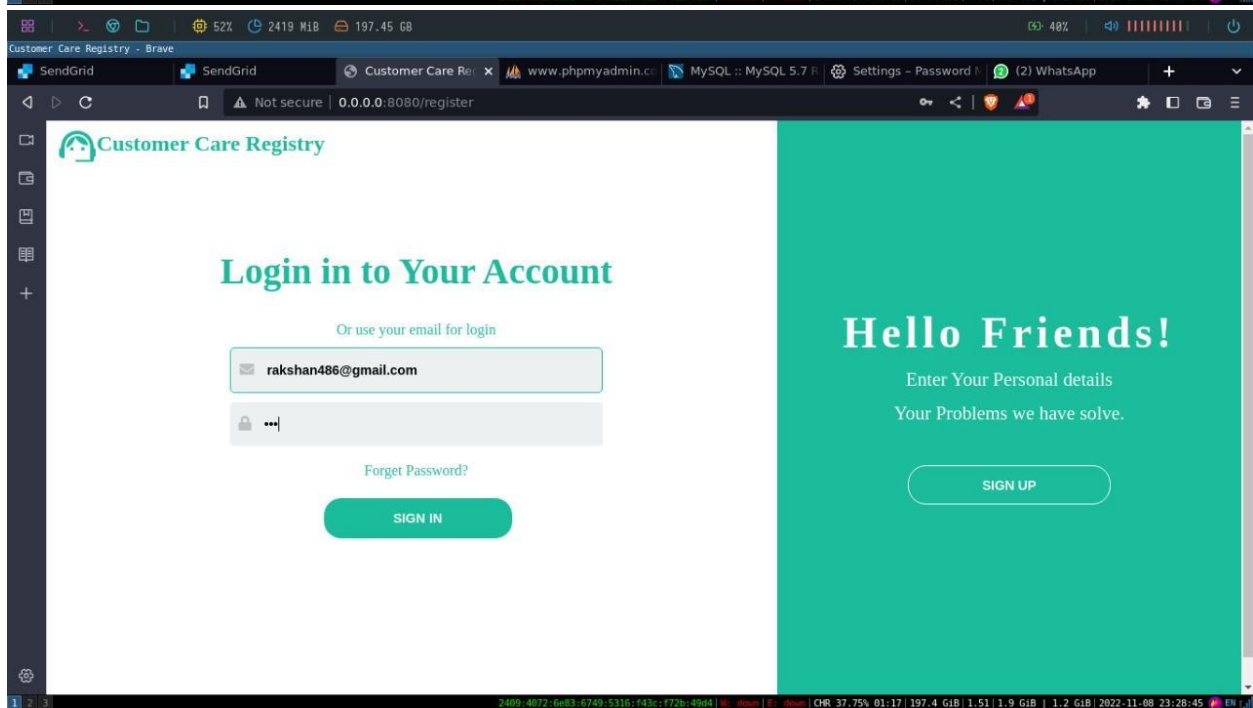 52% 2419 MiB 197.45 GB 40%
Customer Care Registry - Brave
SendGrid SendGrid Customer Care Re www.phpmyadmin.co MySQL :: MySQL 5.7 R Settings – Password (2) WhatsApp
Not secure 0.0.0.0:8080/register
Customer Care Registry
Login in to Your Account
Or use your email for login
rakshan486@gmail.com
•••
Forget Password?
SIGN IN
Hello Friends!
Enter Your Personal details
Your Problems we have solve.
SIGN UP
1 2 3 2409:4072:6e83:6749:5316:f43c:f72b:49d4 | W: down | E: down | CHR 37.75% 01:17 | 197.4 GiB | 1.51 | 1.9 GiB | 1.2 GiB | 2022-11-08 23:28:45 EN